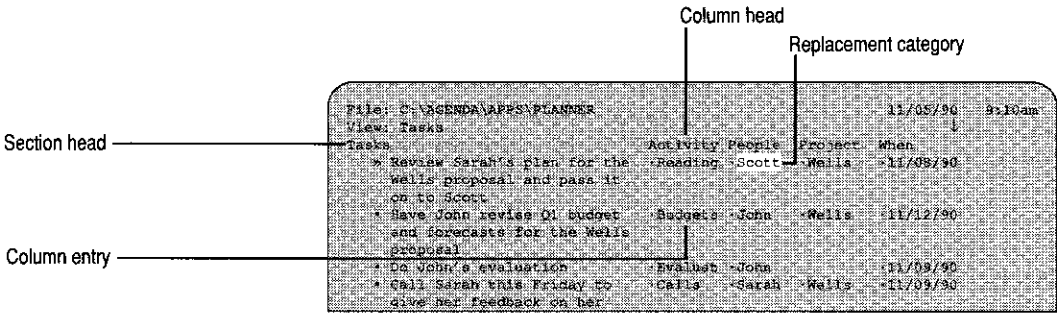 Column head
Replacement category
File: C:\AGENDA\APPS\PLANNER 11/05/90 9:10am
View: Tasks ↓
Section head
Tasks Activity People Project When
» Review Sarah's plan for the ·Reading ·Scott ·Wells ·11/08/90
Wells proposal and pass it
on to Scott
• Have John revise Q1 budget ·Budgets ·John ·Wells ·11/12/90
and forecasts for the Wells
proposal
Column entry
• Do John's evaluation ·Evaluat ·John ·11/09/90
• Call Sarah this Friday to ·Calls ·Sarah ·Wells ·11/09/90
give her feedback on her